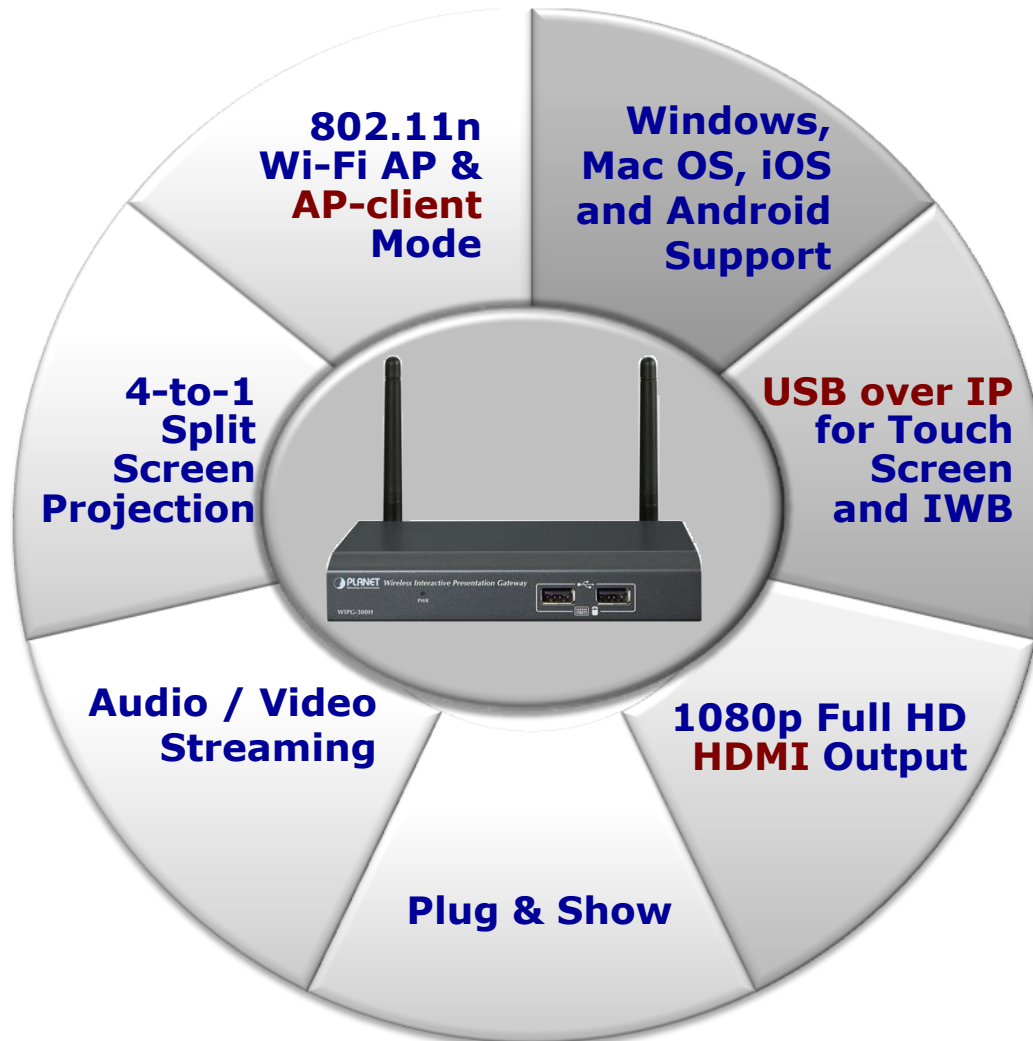 802.11n
Wi-Fi AP &
AP-client
Mode
Windows,
Mac OS, iOS
and Android
Support
4-to-1
Split
Screen
Projection
USB over IP
for Touch
Screen
and IWB
PLANET Wireless Interactive Presentation Gateway
PWR
WIPG-300H
Audio / Video
Streaming
1080p Full HD
HDMI Output
Plug & Show